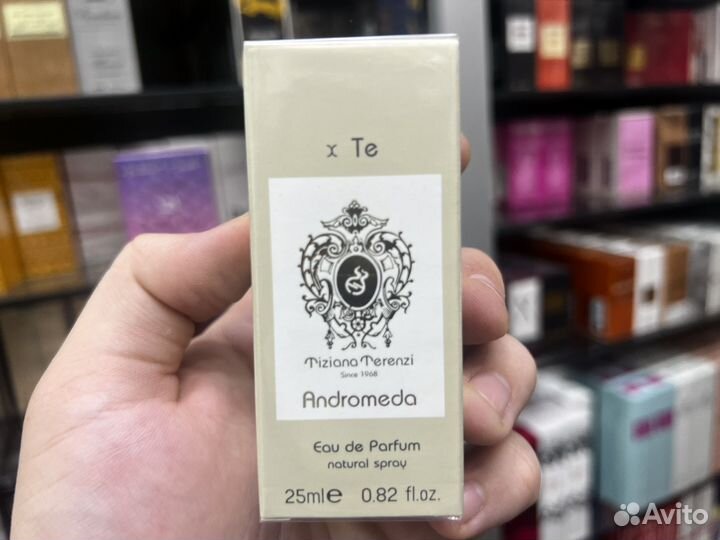 x Te
Tiziana Terenzi
Since 1968
Andromeda
Eau de Parfum
natural spray
25ml℮ 0.82 fl.oz.
Avito